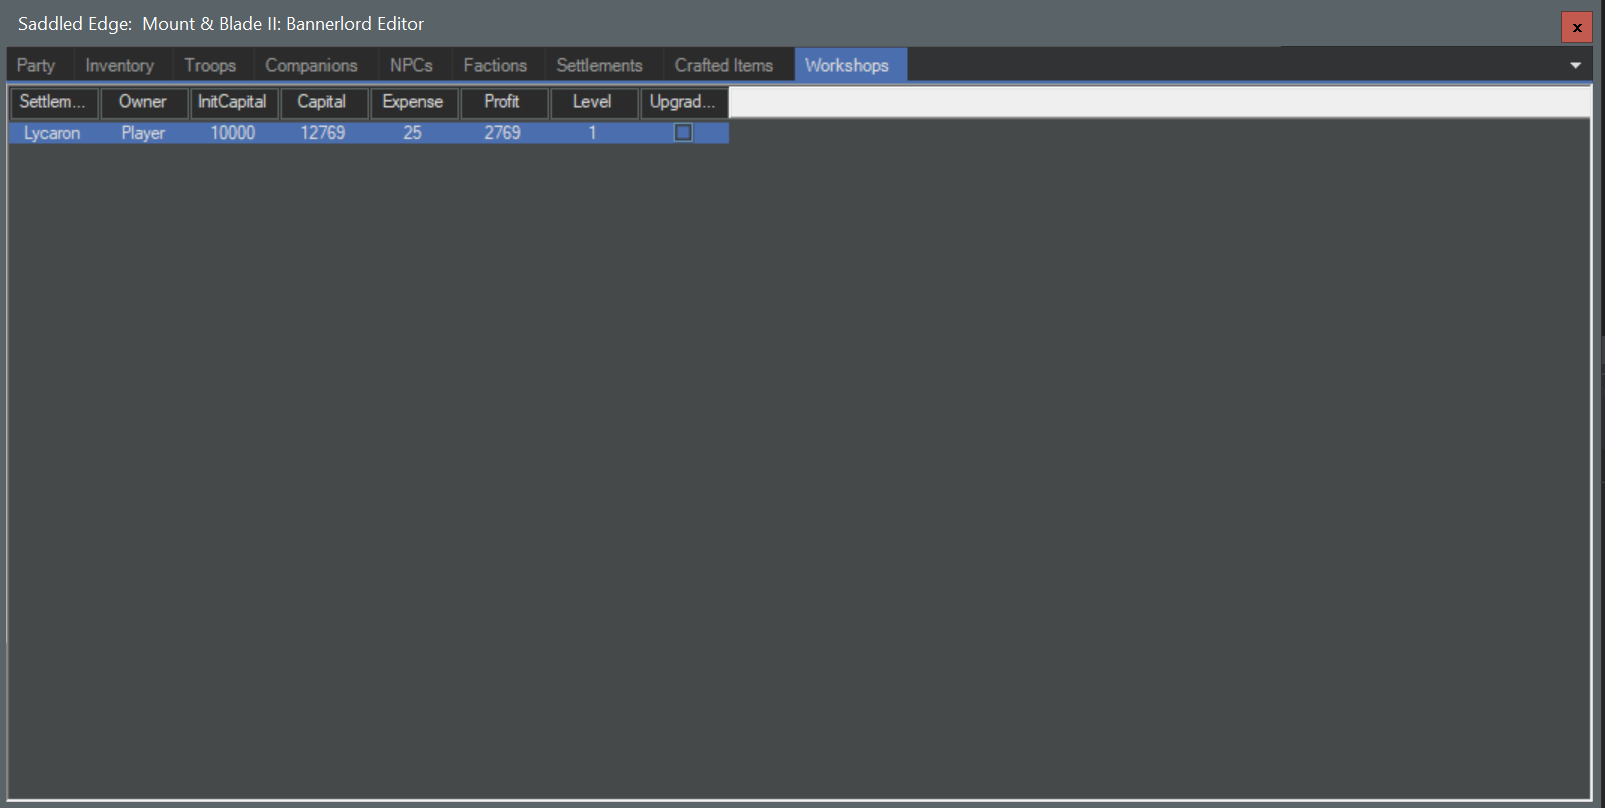 Saddled Edge: Mount & Blade II: Bannerlord Editor
x
Party Inventory Troops Companions NPCs Factions Settlements Crafted Items Workshops
Settlem... Owner InitCapital Capital Expense Profit Level Upgrad...
Lycaron Player 10000 12769 25 2769 1